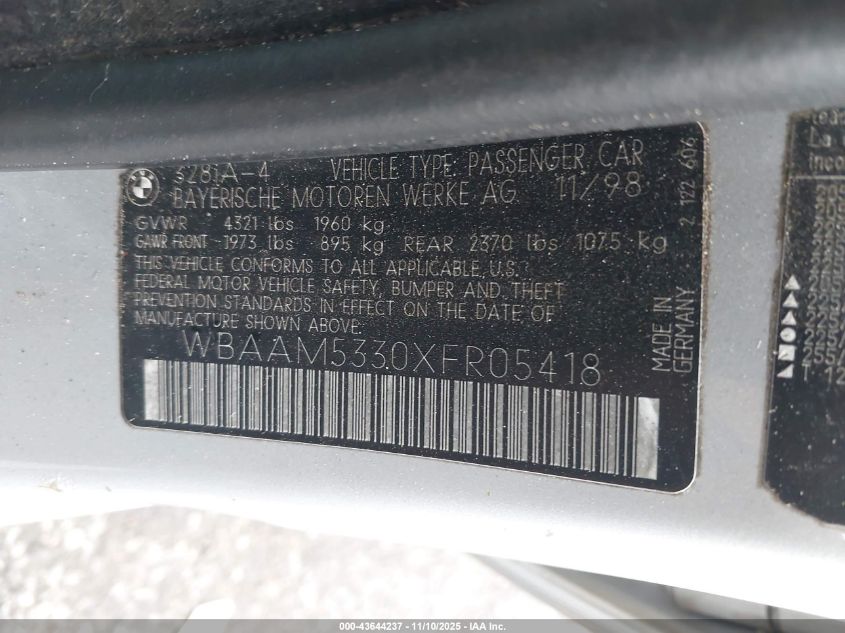 BMW
328iA-4 VEHICLE TYPE: PASSENGER CAR
BAYERISCHE MOTOREN WERKE AG 11/98
GVWR 4321 lbs 1960 kg
GAWR FRONT 1973 lbs 895 kg REAR 2370 lbs 1075 kg
THIS VEHICLE CONFORMS TO ALL APPLICABLE, U.S.
FEDERAL MOTOR VEHICLE SAFETY, BUMPER AND THEFT
PREVENTION STANDARDS IN EFFECT ON THE DATE OF
MANUFACTURE SHOWN ABOVE:
WBAAM5330XFR05418
2 122 606
MADE IN
GERMANY
La
000-43644237 - 11/10/2025 - IAA Inc.